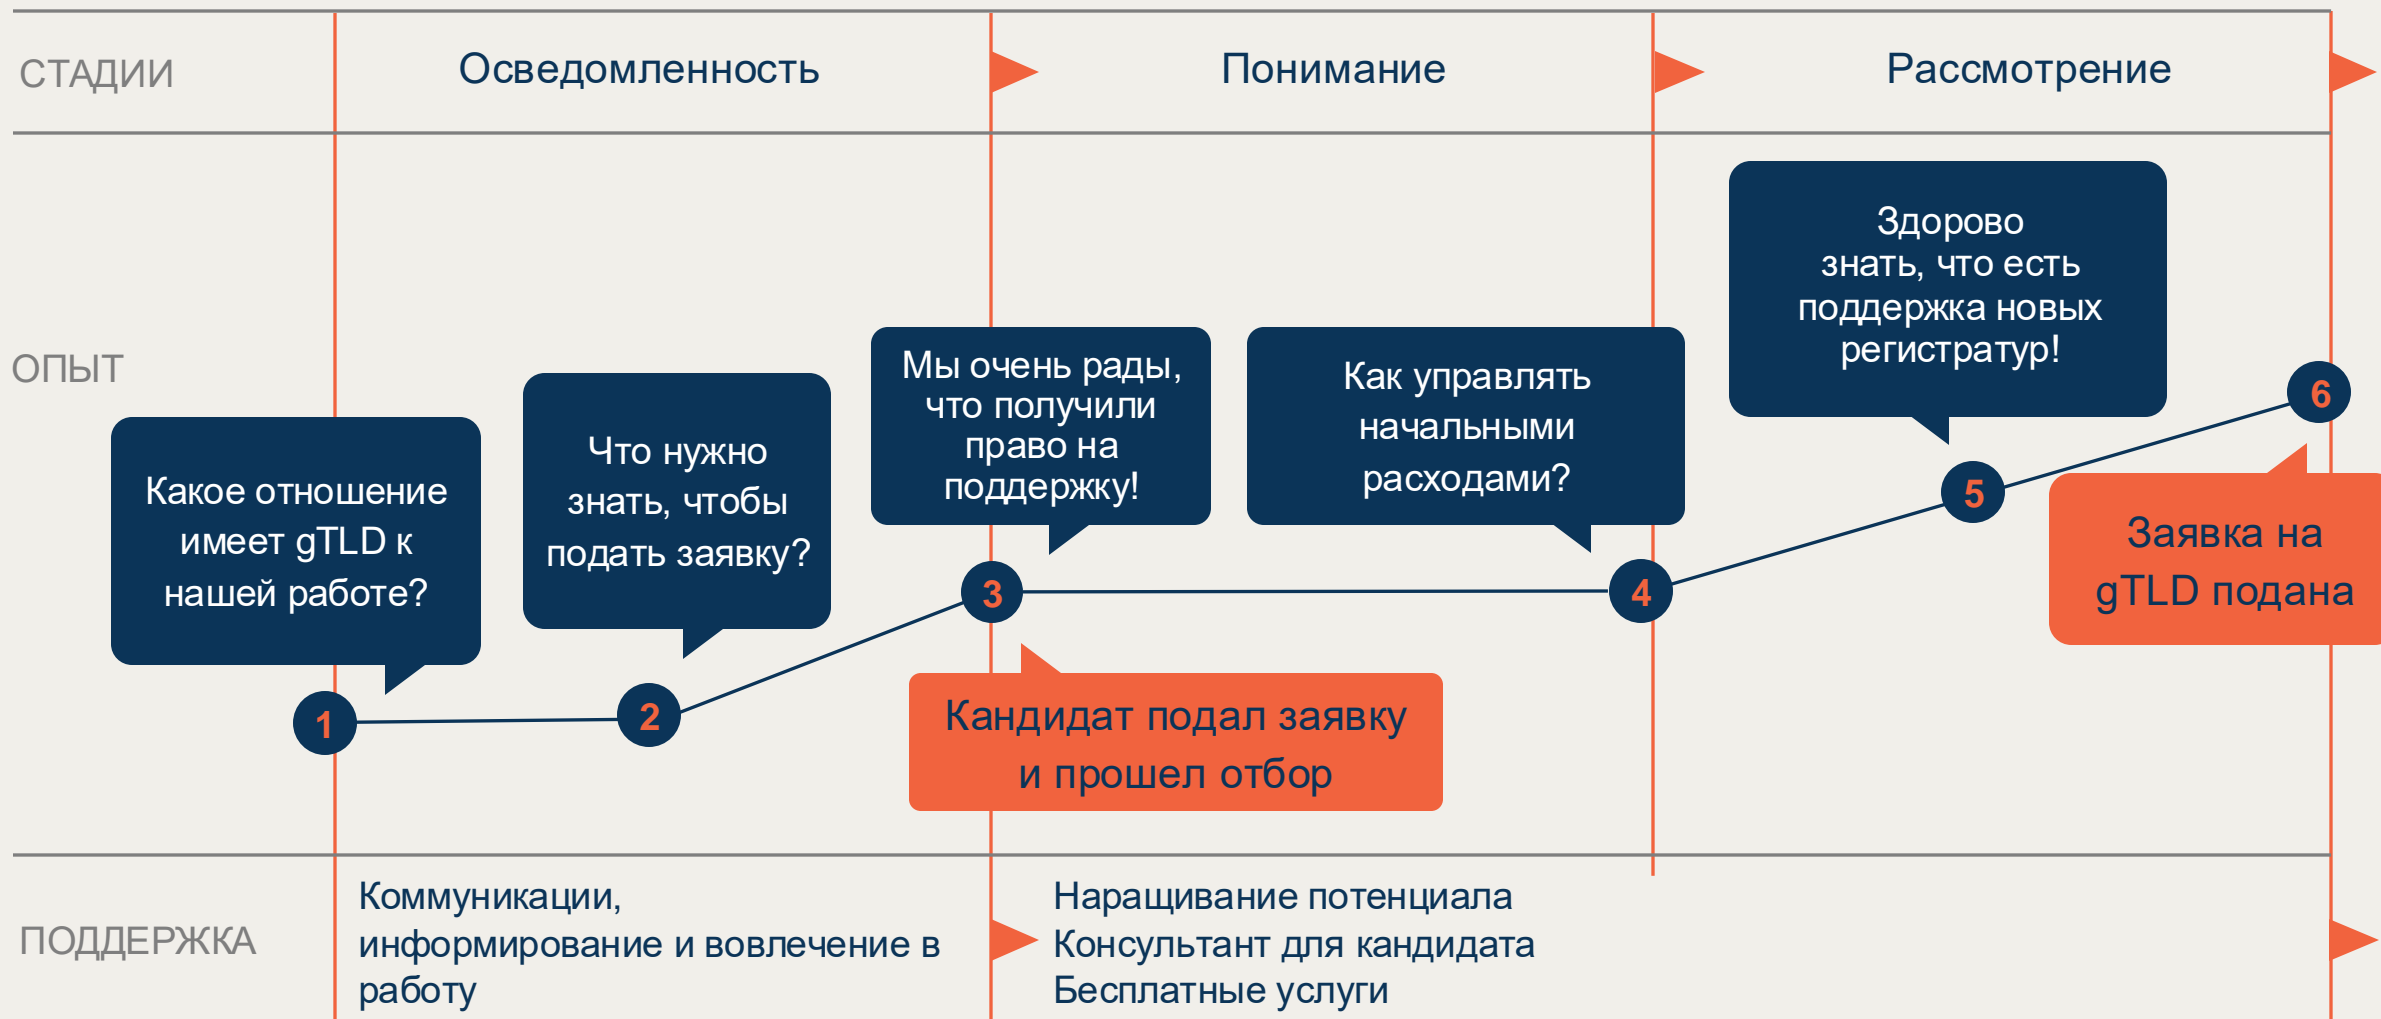 СТАДИИ
Осведомленность
Понимание
Рассмотрение
ОПЫТ
Какое отношение
имеет gTLD к
нашей работе?
Что нужно
знать, чтобы
подать заявку?
Мы очень рады,
что получили
право на
поддержку!
Как управлять
начальными
расходами?
Здорово
знать, что есть
поддержка новых
регистратур!
1
2
3
4
5
6
Кандидат подал заявку
и прошел отбор
Заявка на
gTLD подана
ПОДДЕРЖКА
Коммуникации,
информирование и вовлечение в
работу
Наращивание потенциала
Консультант для кандидата
Бесплатные услуги